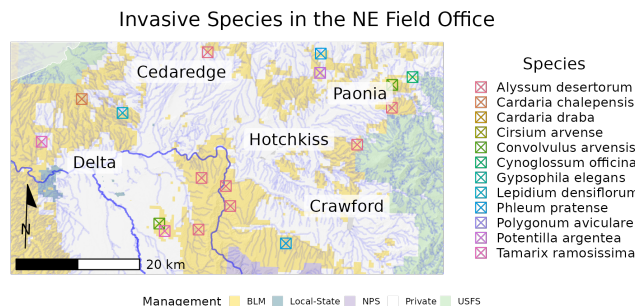 Invasive Species in the NE Field Office
Cedaredge
Paonia
Hotchkiss
Delta
Crawford
N
20 km
Species
Alyssum desertorum
Cardaria chalepensis
Cardaria draba
Cirsium arvense
Convolvulus arvensis
Cynoglossum officina
Gypsophila elegans
Lepidium densiflorum
Phleum pratense
Polygonum aviculare
Potentilla argentea
Tamarix ramosissima
Management BLM Local-State NPS Private USFS